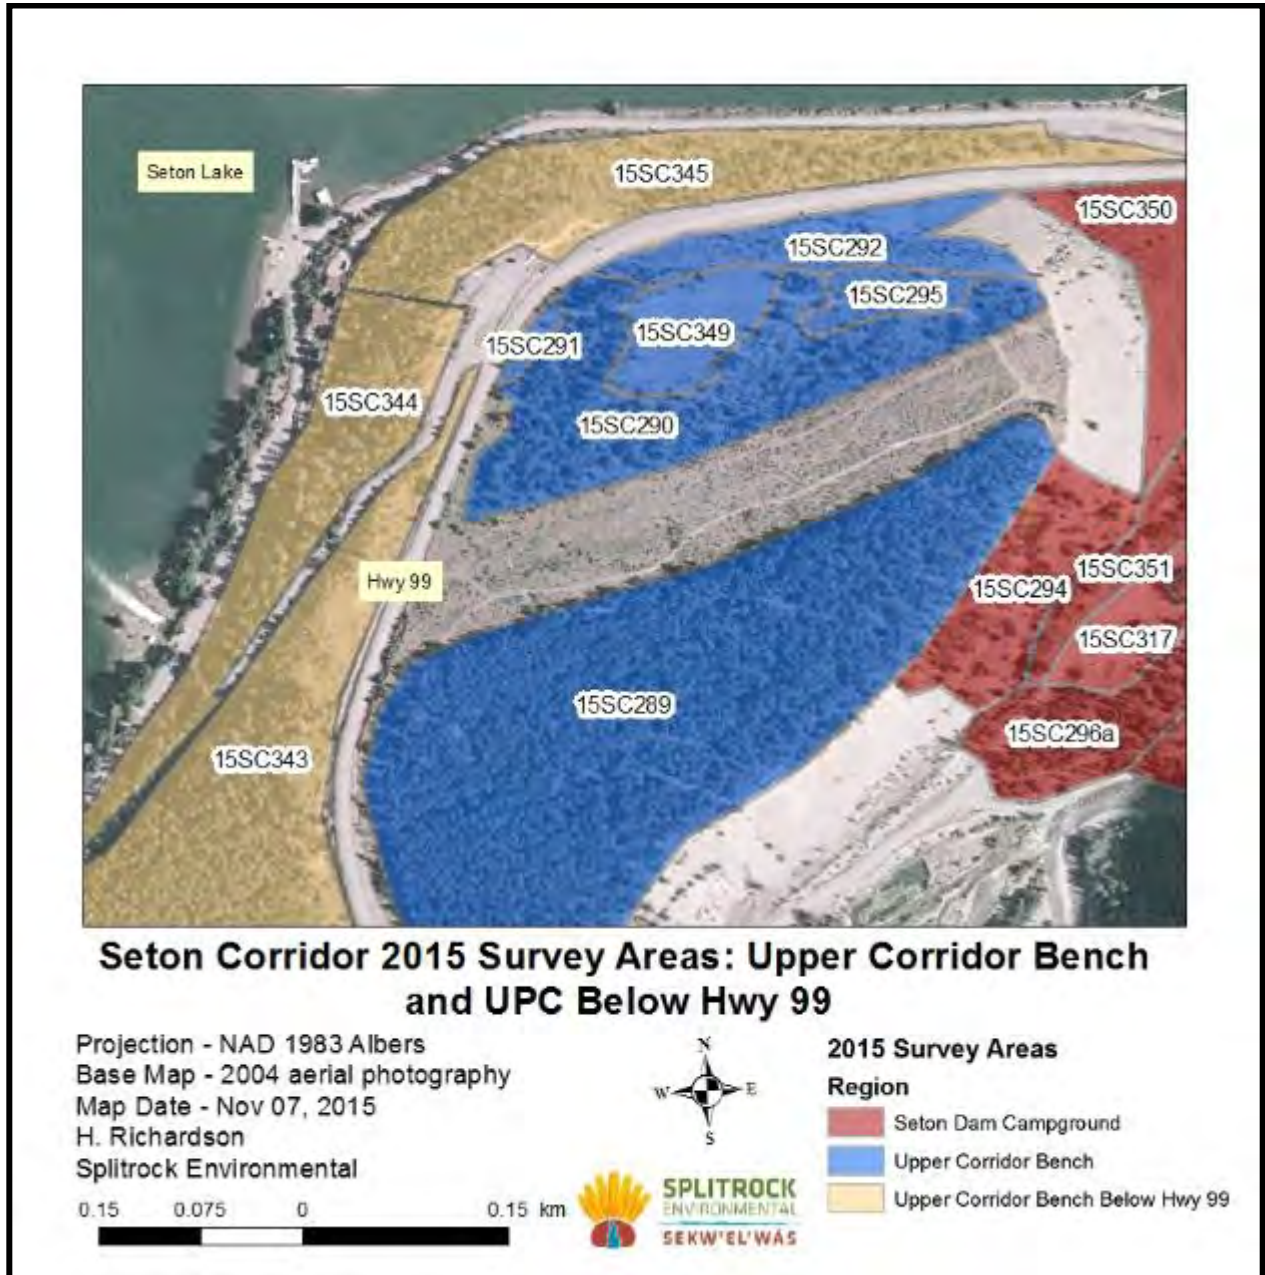 Seton Lake
15SC345
15SC350
15SC292
15SC295
15SC349
15SC291
15SC344
15SC290
Hwy 99
15SC351
15SC294
15SC317
15SC289
15SC296a
15SC343
Seton Corridor 2015 Survey Areas: Upper Corridor Bench
and UPC Below Hwy 99
Projection - NAD 1983 Albers
Base Map - 2004 aerial photography
Map Date - Nov 07, 2015
H. Richardson
Splitrock Environmental
0.15 0.075 0 0.15 km
N
W E
S
SPLITROCK
ENVIRONMENTAL
SEKW'EL'WÁS
2015 Survey Areas
Region
Seton Dam Campground
Upper Corridor Bench
Upper Corridor Bench Below Hwy 99